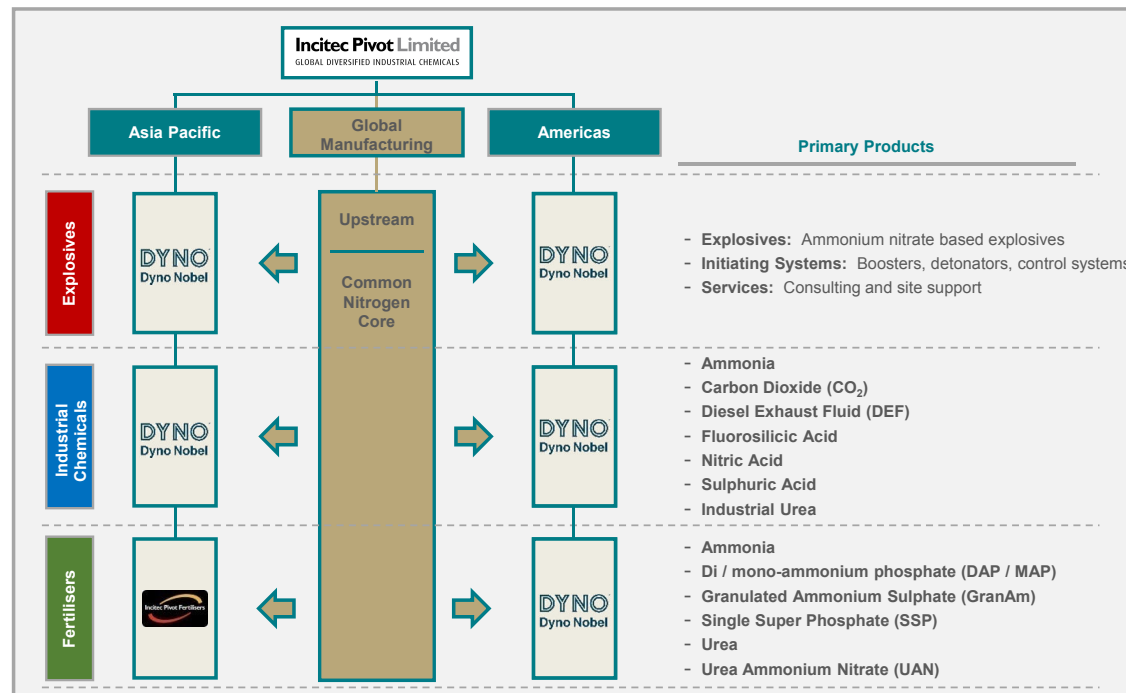 Incitec Pivot Limited
GLOBAL DIVERSIFIED INDUSTRIAL CHEMICALS
Asia Pacific
Global
Manufacturing
Americas
Primary Products
Explosives
DYNO
Dyno Nobel
Upstream
Common
Nitrogen
Core
DYNO
Dyno Nobel
- Explosives: Ammonium nitrate based explosives
- Initiating Systems: Boosters, detonators, control systems
- Services: Consulting and site support
Industrial
Chemicals
DYNO
Dyno Nobel
DYNO
Dyno Nobel
- Ammonia
- Carbon Dioxide (CO₂)
- Diesel Exhaust Fluid (DEF)
- Fluorosilicic Acid
- Nitric Acid
- Sulphuric Acid
- Industrial Urea
Fertilisers
Incitec Pivot Fertilisers
DYNO
Dyno Nobel
- Ammonia
- Di / mono-ammonium phosphate (DAP / MAP)
- Granulated Ammonium Sulphate (GranAm)
- Single Super Phosphate (SSP)
- Urea
- Urea Ammonium Nitrate (UAN)